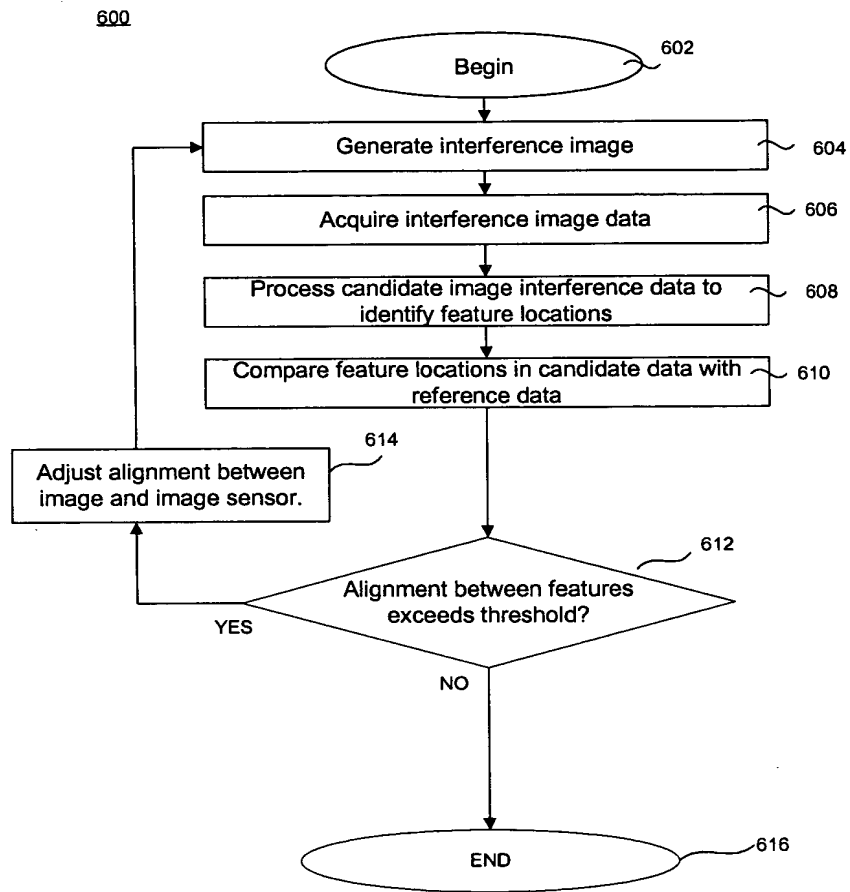 600
Begin
602
Generate interference image
604
Acquire interference image data
606
Process candidate image interference data to
identify feature locations
608
Compare feature locations in candidate data with
reference data
610
614
Adjust alignment between
image and image sensor.
612
Alignment between features
exceeds threshold?
YES
NO
END
616